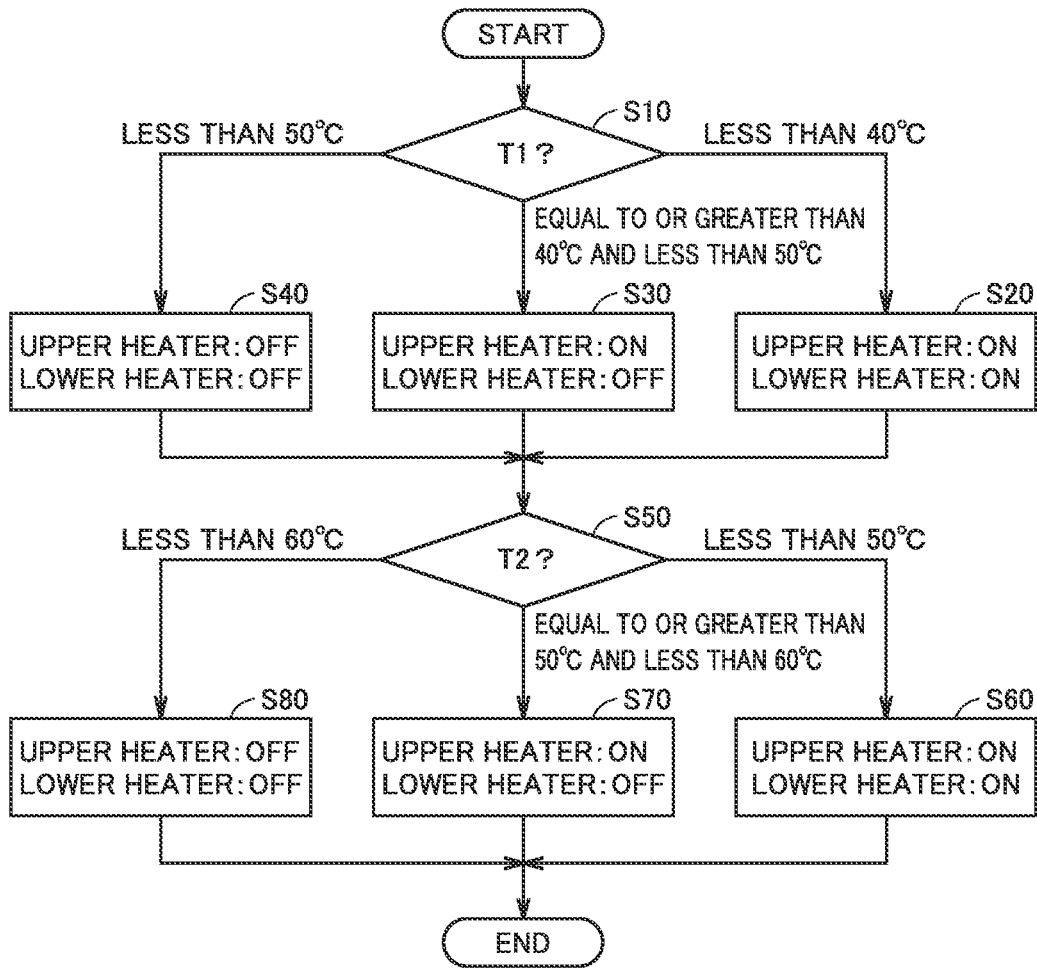 START
S10
LESS THAN 50°C
T1?
LESS THAN 40°C
EQUAL TO OR GREATER THAN
40°C AND LESS THAN 50°C
S40
UPPER HEATER:OFF
LOWER HEATER:OFF
S30
UPPER HEATER:ON
LOWER HEATER:OFF
S20
UPPER HEATER:ON
LOWER HEATER:ON
S50
LESS THAN 60°C
T2?
LESS THAN 50°C
EQUAL TO OR GREATER THAN
50°C AND LESS THAN 60°C
S80
UPPER HEATER:OFF
LOWER HEATER:OFF
S70
UPPER HEATER:ON
LOWER HEATER:OFF
S60
UPPER HEATER:ON
LOWER HEATER:ON
END